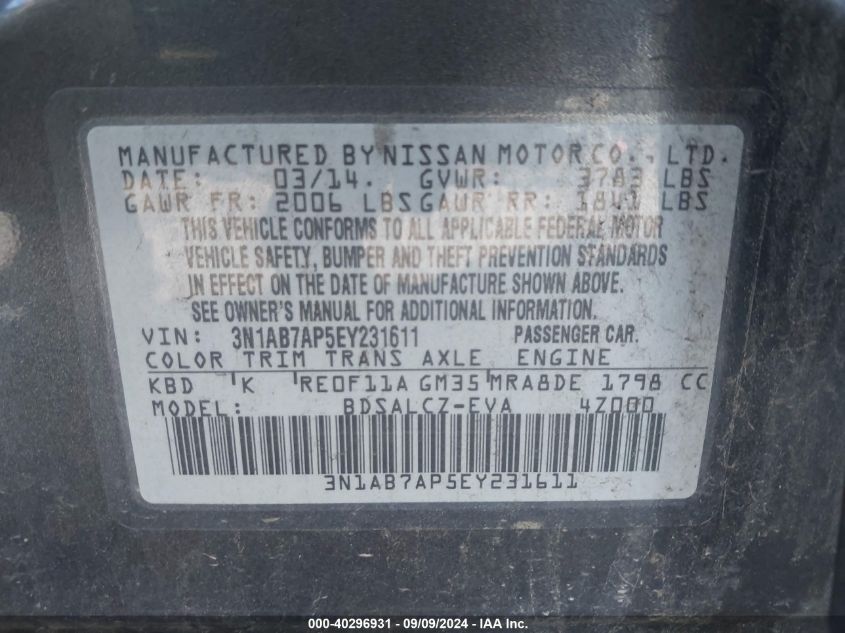 MANUFACTURED BY NISSAN MOTOR CO., LTD.
DATE: 03/14. GVWR: 3783 LBS
GAWR FR: 2006 LBS GAWR RR: 1841 LBS
THIS VEHICLE CONFORMS TO ALL APPLICABLE FEDERAL MOTOR
VEHICLE SAFETY, BUMPER AND THEFT PREVENTION STANDARDS
IN EFFECT ON THE DATE OF MANUFACTURE SHOWN ABOVE.
SEE OWNER'S MANUAL FOR ADDITIONAL INFORMATION.
VIN: 3N1AB7AP5EY231611 PASSENGER CAR.
COLOR TRIM TRANS AXLE ENGINE
KBD K RE0F11A GM35 MRA8DE 1798 CC
MODEL: BDSALCZ-EVA 4Z000
3N1AB7AP5EY231611
000-40296931 - 09/09/2024 - IAA Inc.